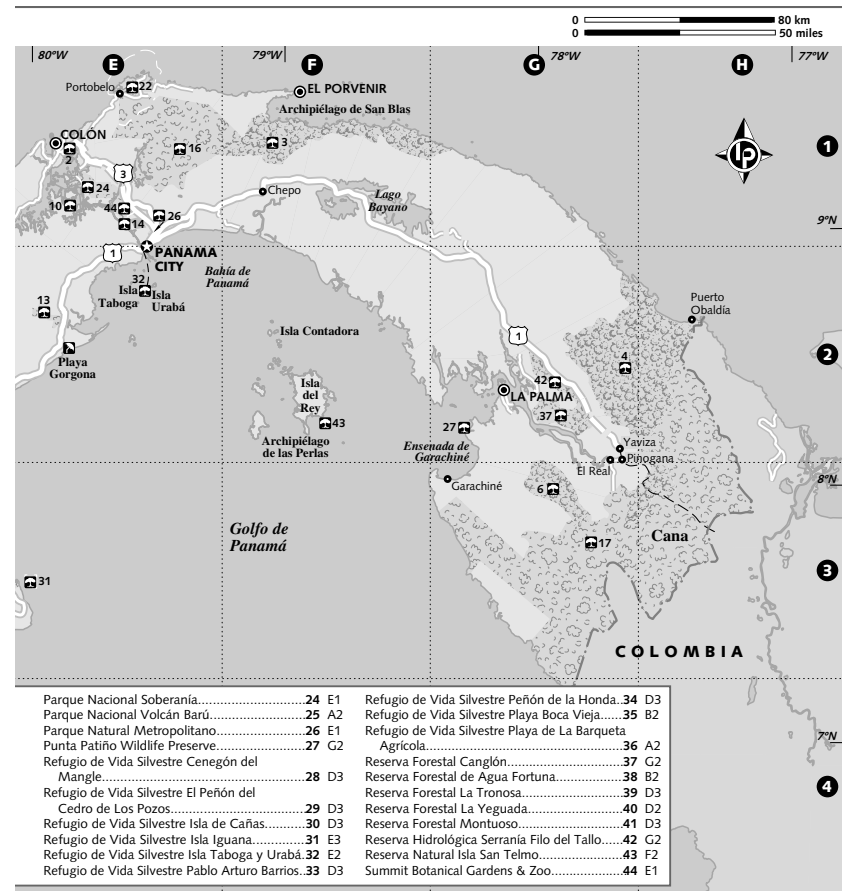 0 80 km
0 50 miles
80°W E 79°W F 78°W G H 77°W
Portobelo 22
EL PORVENIR
Archipiélago de San Blas
COLÓN
2
16
3
1
3
24
Chepo
Lago
Bayano
10
44
26
14
9°N
1
PANAMA
CITY
Bahía de
Panamá
32
Isla
Taboga
Isla
Urabá
13
Puerto
Obaldía
Isla Contadora
1
4
2
Playa
Gorgona
Isla
del
Rey
42
LA PALMA
37
43
27
Archipiélago
de las Perlas
Ensenada de
Garachiné
Yaviza
Pinogana
El Real
8°N
Garachiné
6
Golfo de
Panamá
Cana
17
31
3
COLOMBIA
7°N
4
Parque Nacional Soberanía 24 E1
Parque Nacional Volcán Barú 25 A2
Parque Natural Metropolitano 26 E1
Punta Patiño Wildlife Preserve 27 G2
Refugio de Vida Silvestre Cenegón del
Mangle 28 D3
Refugio de Vida Silvestre El Peñón del
Cedro de Los Pozos 29 D3
Refugio de Vida Silvestre Isla de Cañas 30 D3
Refugio de Vida Silvestre Isla Iguana 31 E3
Refugio de Vida Silvestre Isla Taboga y Urabá. 32 E2
Refugio de Vida Silvestre Pablo Arturo Barrios.. 33 D3
Refugio de Vida Silvestre Peñón de la Honda.. 34 D3
Refugio de Vida Silvestre Playa Boca Vieja 35 B2
Refugio de Vida Silvestre Playa de La Barqueta
Agrícola 36 A2
Reserva Forestal Canglón 37 G2
Reserva Forestal de Agua Fortuna 38 B2
Reserva Forestal La Tronosa 39 D3
Reserva Forestal La Yeguada 40 D2
Reserva Forestal Montuoso 41 D3
Reserva Hidrológica Serranía Filo del Tallo 42 G2
Reserva Natural Isla San Telmo 43 F2
Summit Botanical Gardens & Zoo 44 E1